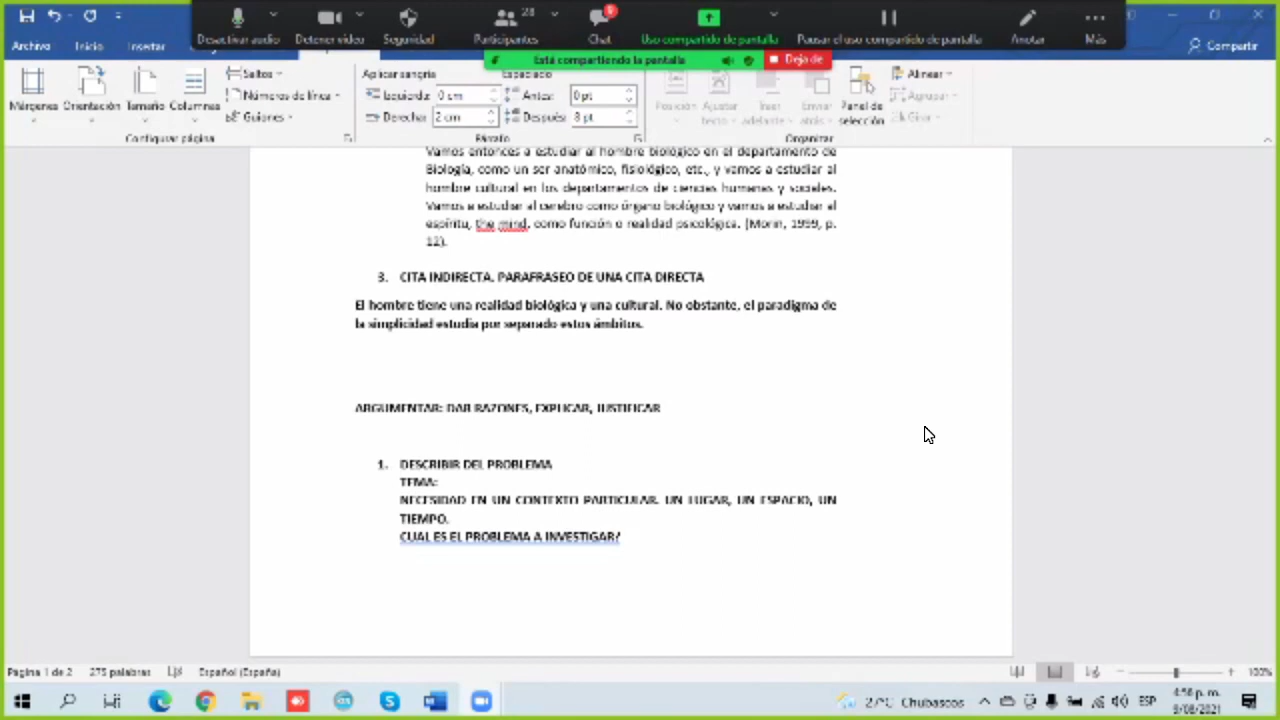 28
Desactivar audio
Detener video
Seguridad
Participantes
Chat
Uso compartido de pantalla
Pausar el uso compartido de pantalla
Anotar
Más
Archivo
Inicio
Insertar
Compartir
Está compartiendo la pantalla
Deja de
Márgenes
Orientación
Tamaño
Columnas
Saltos
Números de línea
Guiones
Configurar página
Aplicar sangría
Izquierda: 0 cm
Derecha: 2 cm
Espaciado
Antes: 0 pt
Después: 8 pt
Párrafo
Posición
Ajustar texto
Traer adelante
Enviar atrás
Panel de selección
Alinear
Agrupar
Girar
Organizar
Vamos entonces a estudiar al hombre biológico en el departamento de
Biología, como un ser anatómico, fisiológico, etc., y vamos a estudiar al
hombre cultural en los departamentos de ciencias humanas y sociales.
Vamos a estudiar al cerebro como órgano biológico y vamos a estudiar el
espíritu, the mind, como función o realidad psicológica. (Morin, 1999, p.
12).
3. CITA INDIRECTA. PARAFRASEO DE UNA CITA DIRECTA
El hombre tiene una realidad biológica y una cultural. No obstante, el paradigma de
la simplicidad estudia por separado estos ámbitos.
ARGUMENTAR: DAR RAZONES, EXPLICAR, JUSTIFICAR
1. DESCRIBIR DEL PROBLEMA
TEMA:
NECESIDAD EN UN CONTEXTO PARTICULAR. UN LUGAR, UN ESPACIO, UN
TIEMPO.
CUAL ES EL PROBLEMA A INVESTIGAR?
Página 1 de 2
275 palabras
Español (España)
100%
27°C Chubascos
ESP
4:56 p. m.
9/08/2021